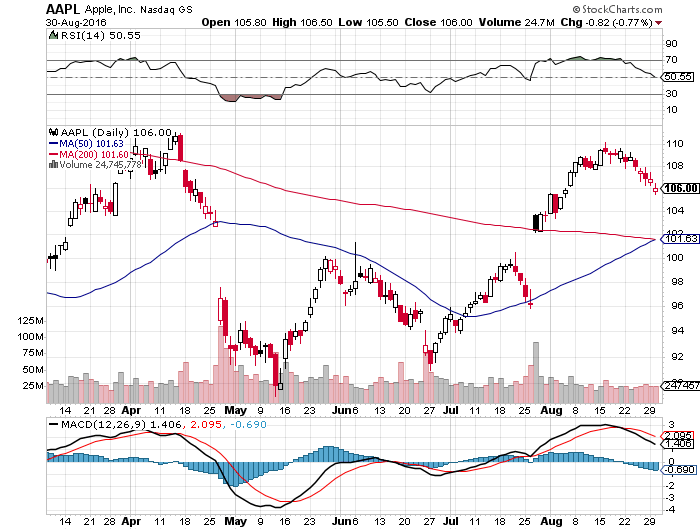 AAPL Apple, Inc. Nasdaq GS
© StockCharts.com
30-Aug-2016 Open 105.80 High 106.50 Low 105.50 Close 106.00 Volume 24.7M Chg -0.82 (-0.77%)
RSI(14) 50.55
90
70
50.55
30
10
AAPL (Daily) 106.00
MA(50) 101.63
MA(200) 101.60
Volume 24,745,778
110
108
106.00
104
102
101.63
100
98
96
94
92
125M
100M
75M
50M
25M
14 21 28 Apr 11 18 25 May 9 16 23 Jun 6 13 20 27 Jul 11 18 25 Aug 8 15 22 29
MACD(12,26,9) 1.406, 2.095, -0.690
3
2.095
1.406
0
-0.690
-2
-3
-4
14 21 28 Apr 11 18 25 May 9 16 23 Jun 6 13 20 27 Jul 11 18 25 Aug 8 15 22 29